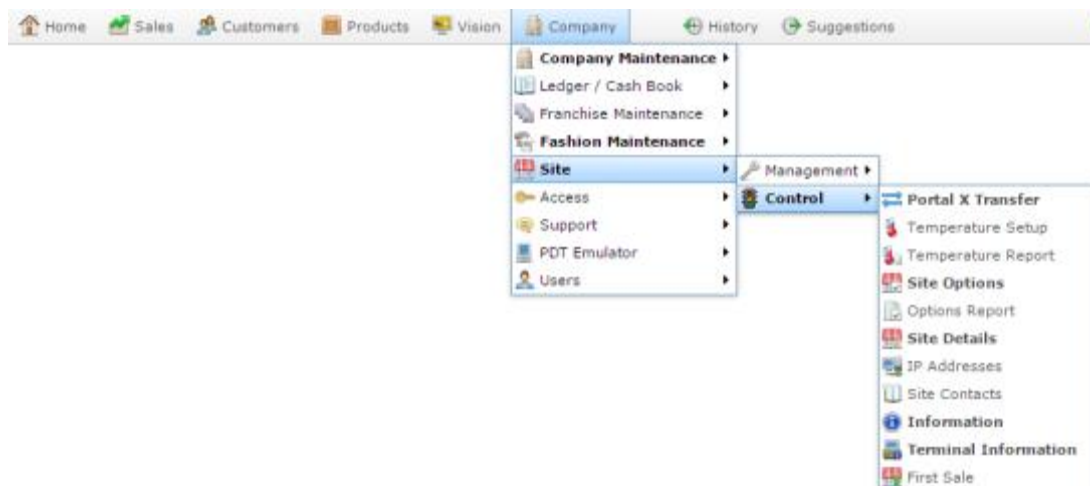 Home Sales Customers Products Vision Company History Suggestions
Company Maintenance
Ledger / Cash Book
Franchise Maintenance
Fashion Maintenance
Site
Access
Support
PDT Emulator
Users
Management
Control
Portal X Transfer
Temperature Setup
Temperature Report
Site Options
Options Report
Site Details
IP Addresses
Site Contacts
Information
Terminal Information
First Sale